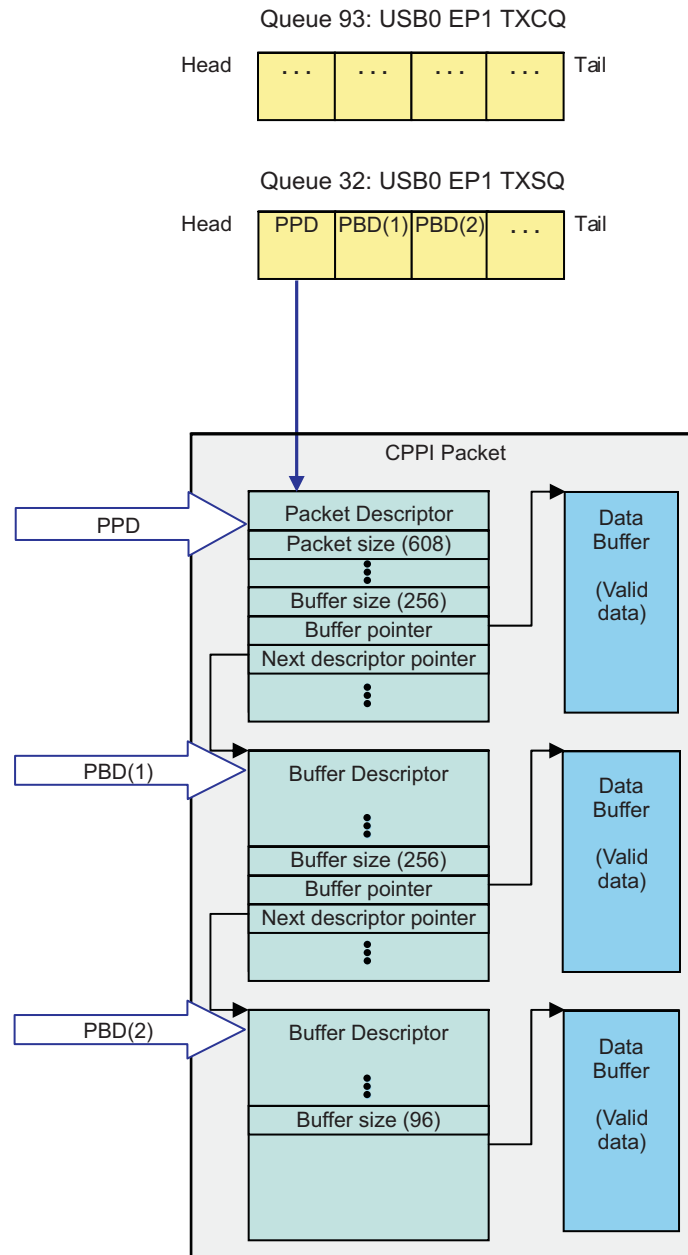 Queue 93: USB0 EP1 TXCQ
Head ... ... ... ... Tail
Queue 32: USB0 EP1 TXSQ
Head PPD PBD(1) PBD(2) ... Tail
CPPI Packet
PPD
Packet Descriptor
Packet size (608)
Buffer size (256)
Buffer pointer
Next descriptor pointer
Data
Buffer
(Valid
data)
PBD(1)
Buffer Descriptor
Buffer size (256)
Buffer pointer
Next descriptor pointer
Data
Buffer
(Valid
data)
PBD(2)
Buffer Descriptor
Buffer size (96)
Data
Buffer
(Valid
data)